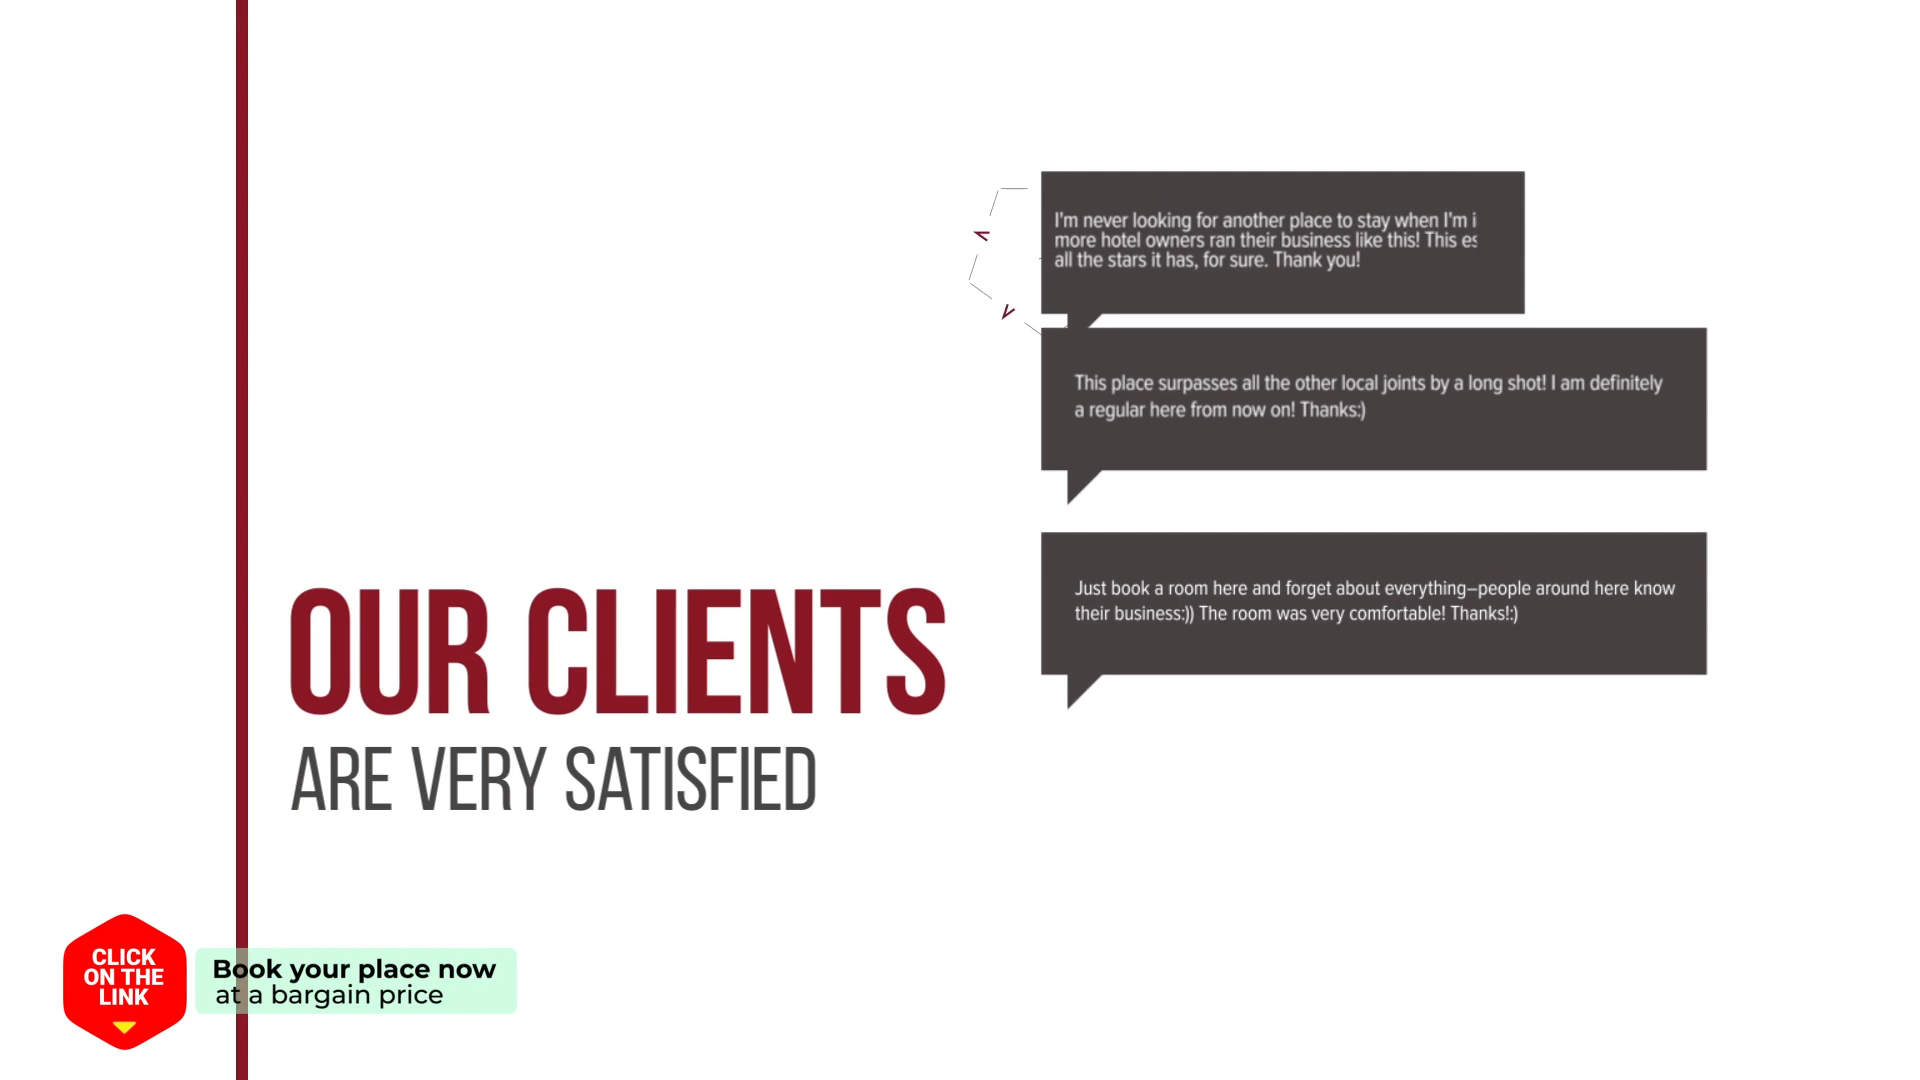 I'm never looking for another place to stay when I'm
more hotel owners ran their business like this! This
all the stars it has, for sure. Thank you!
This place surpasses all the other local joints by a long shot! I am definitely
a regular here from now on! Thanks:)
Just book a room here and forget about everything–people around here know
their business:)) The room was very comfortable! Thanks!:)
OUR CLIENTS
ARE VERY SATISFIED
CLICK
ON THE
LINK
Book your place now
at a bargain price